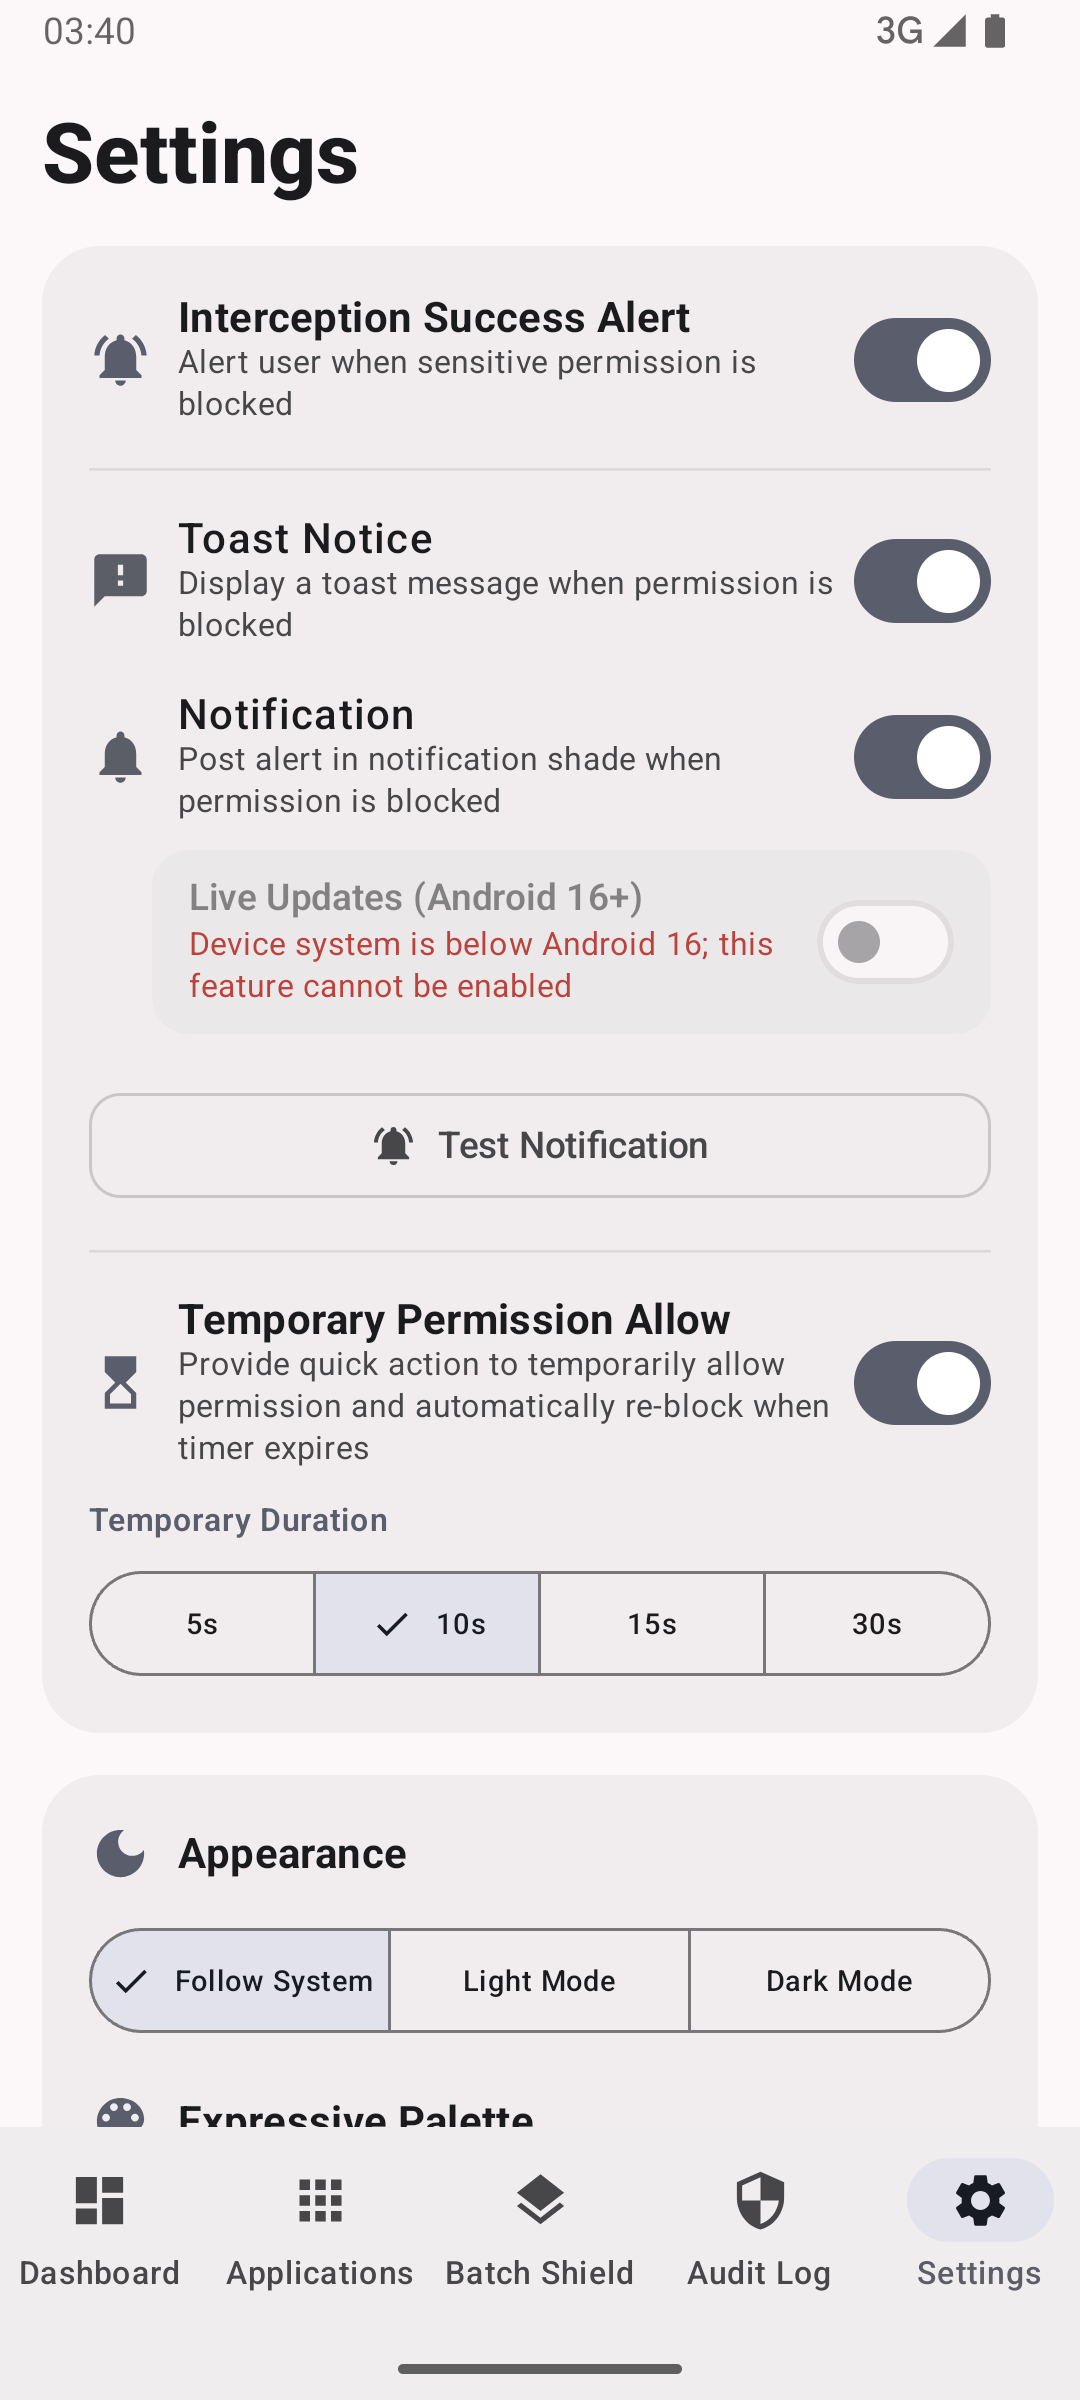 03:40
3G
Settings
Interception Success Alert
Alert user when sensitive permission is
blocked
Toast Notice
Display a toast message when permission is
blocked
Notification
Post alert in notification shade when
permission is blocked
Live Updates (Android 16+)
Device system is below Android 16; this
feature cannot be enabled
Test Notification
Temporary Permission Allow
Provide quick action to temporarily allow
permission and automatically re-block when
timer expires
Temporary Duration
5s
10s
15s
30s
Appearance
Follow System
Light Mode
Dark Mode
Expressive Palette
Dashboard
Applications
Batch Shield
Audit Log
Settings